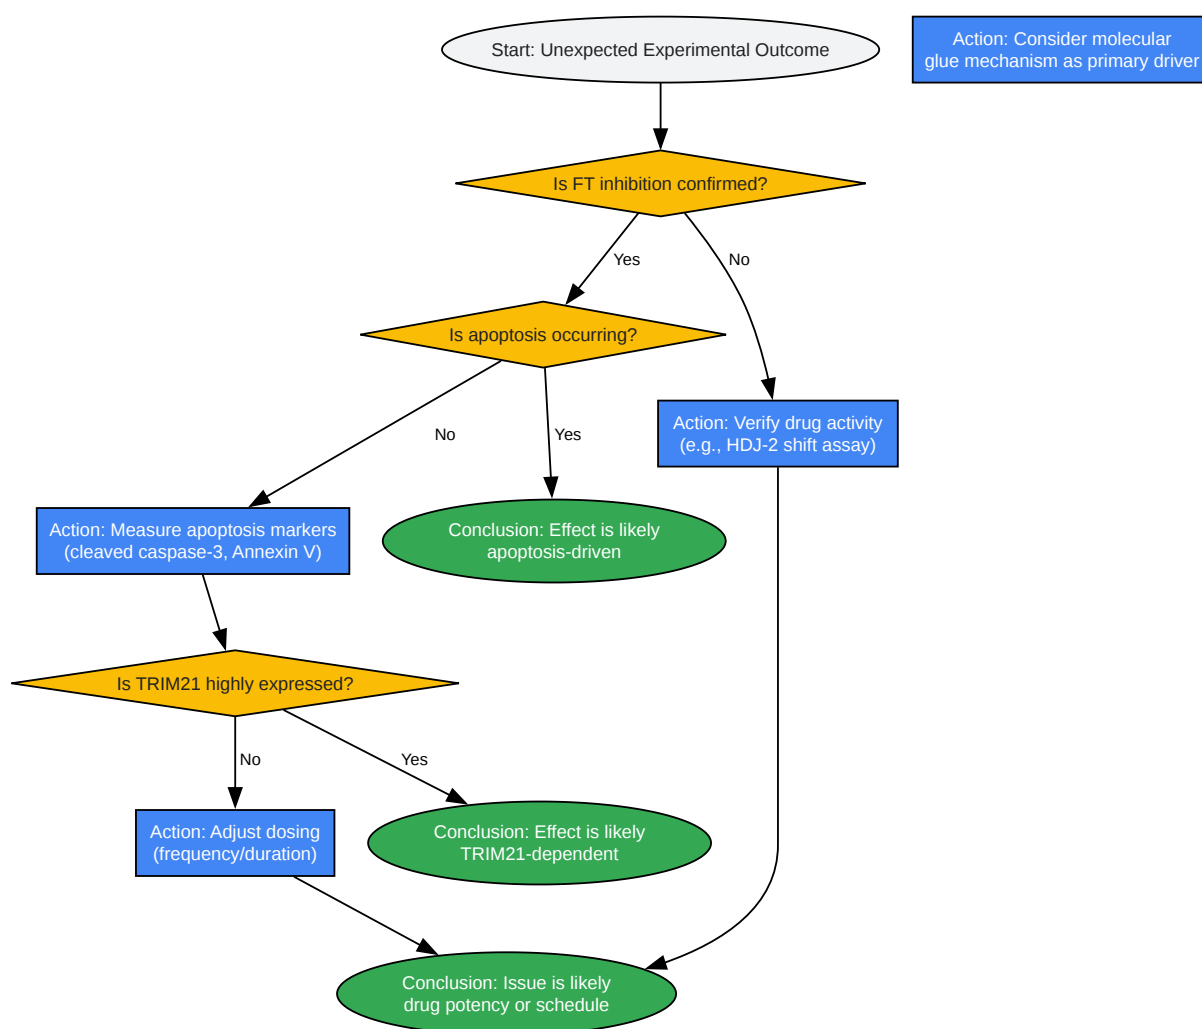 Start: Unexpected Experimental Outcome
Action: Consider molecular
glue mechanism as primary driver
Is FT inhibition confirmed?
Yes
No
Is apoptosis occurring?
Action: Verify drug activity
(e.g., HDJ-2 shift assay)
No
Yes
Action: Measure apoptosis markers
(cleaved caspase-3, Annexin V)
Conclusion: Effect is likely
apoptosis-driven
Is TRIM21 highly expressed?
No
Yes
Action: Adjust dosing
(frequency/duration)
Conclusion: Effect is likely
TRIM21-dependent
Conclusion: Issue is likely
drug potency or schedule